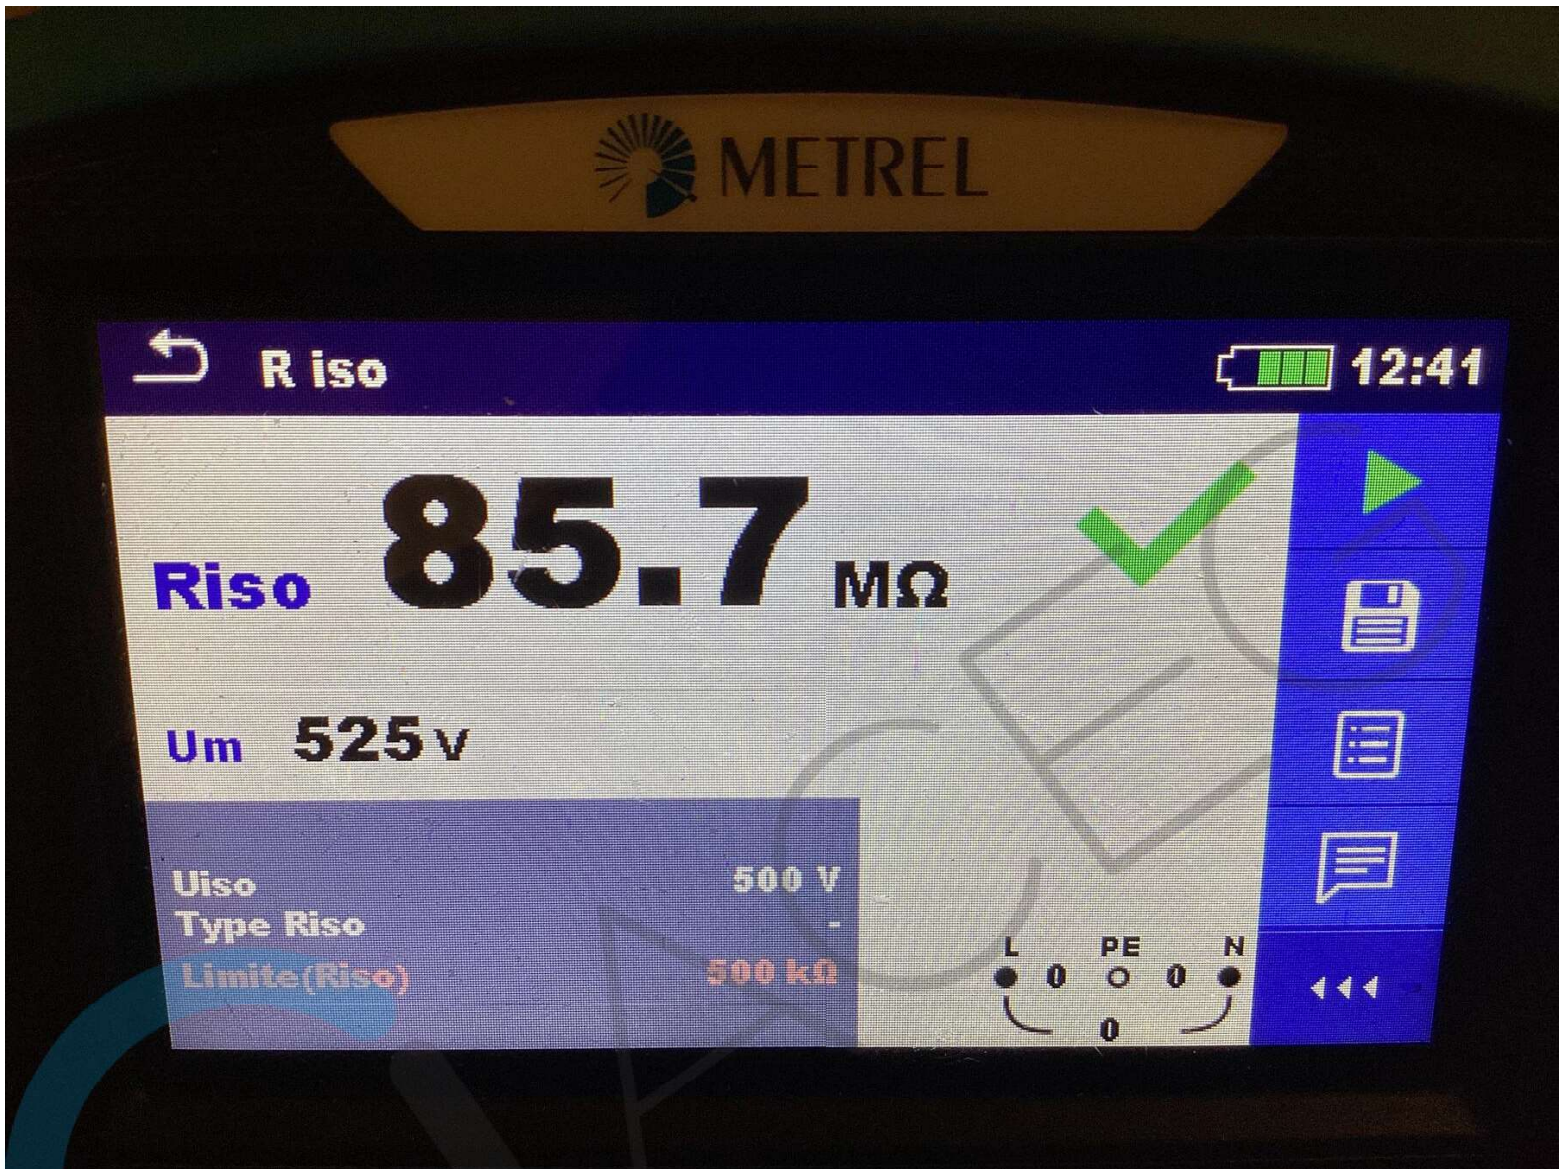 METREL
R iso 12:41
Riso 85.7 MΩ
Um 525 V
Uiso 500 V
Type Riso -
Limite(Riso) 500 kΩ
L PE N
0 0
0